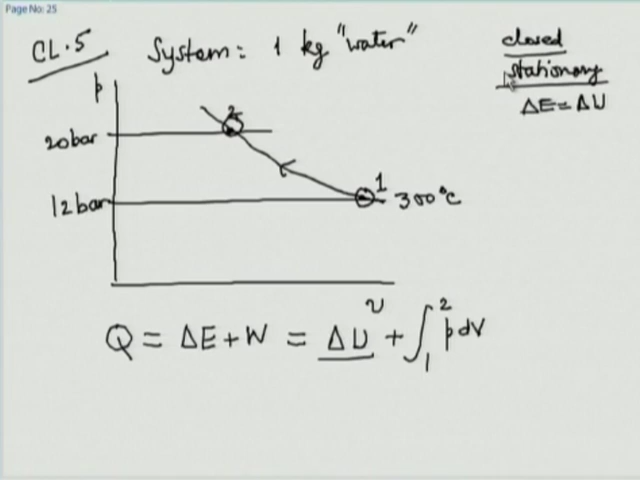 Page No: 25
CL.5 System: 1 kg "water"
closed
stationary
ΔE = ΔU
p
20 bar 2
12 bar 1 300°C
v
Q = ΔE + W = ΔU + ∫₁² p dV